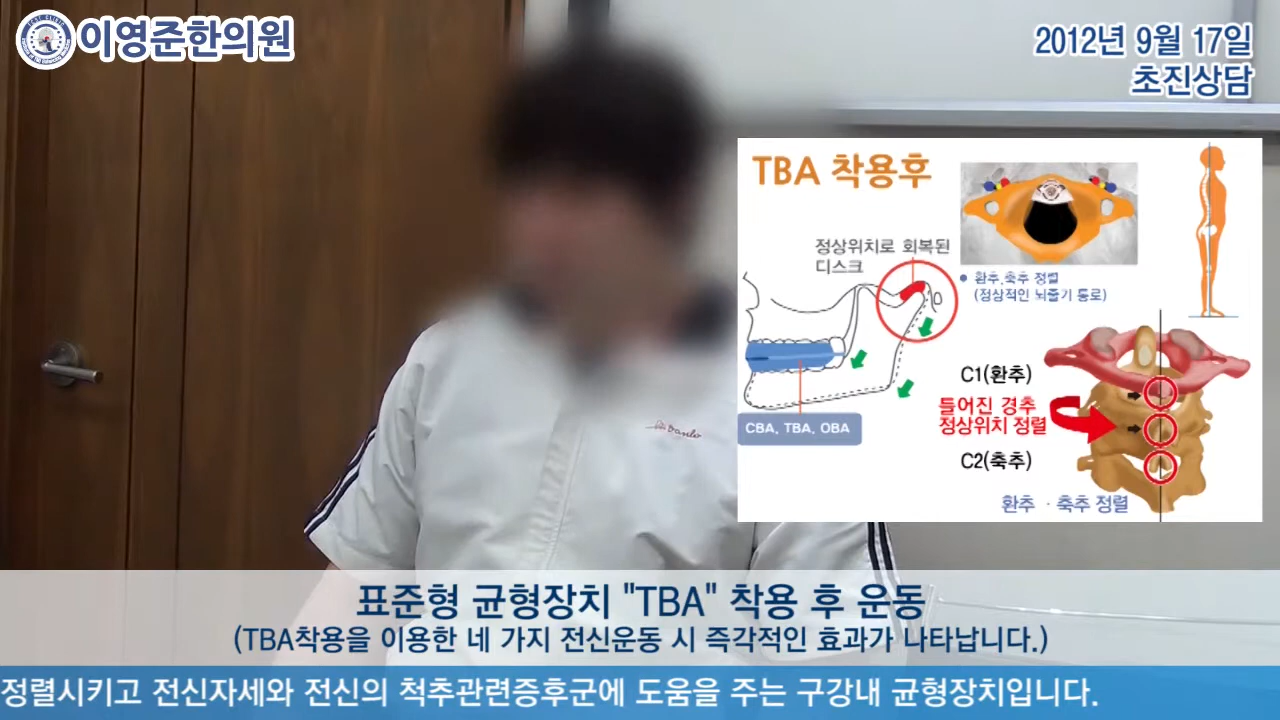 이영준한의원
2012년 9월 17일
초진상담
TBA 착용후
정상위치로 회복된
디스크
환추,축추 정렬
(정상적인 뇌줄기 통로)
C1(환추)
틀어진 경추
정상위치 정렬
CBA, TBA, OBA
C2(축추)
환추 · 축추 정렬
표준형 균형장치 "TBA" 착용 후 운동
(TBA착용을 이용한 네 가지 전신운동 시 즉각적인 효과가 나타납니다.)
정렬시키고 전신자세와 전신의 척추관련증후군에 도움을 주는 구강내 균형장치입니다.